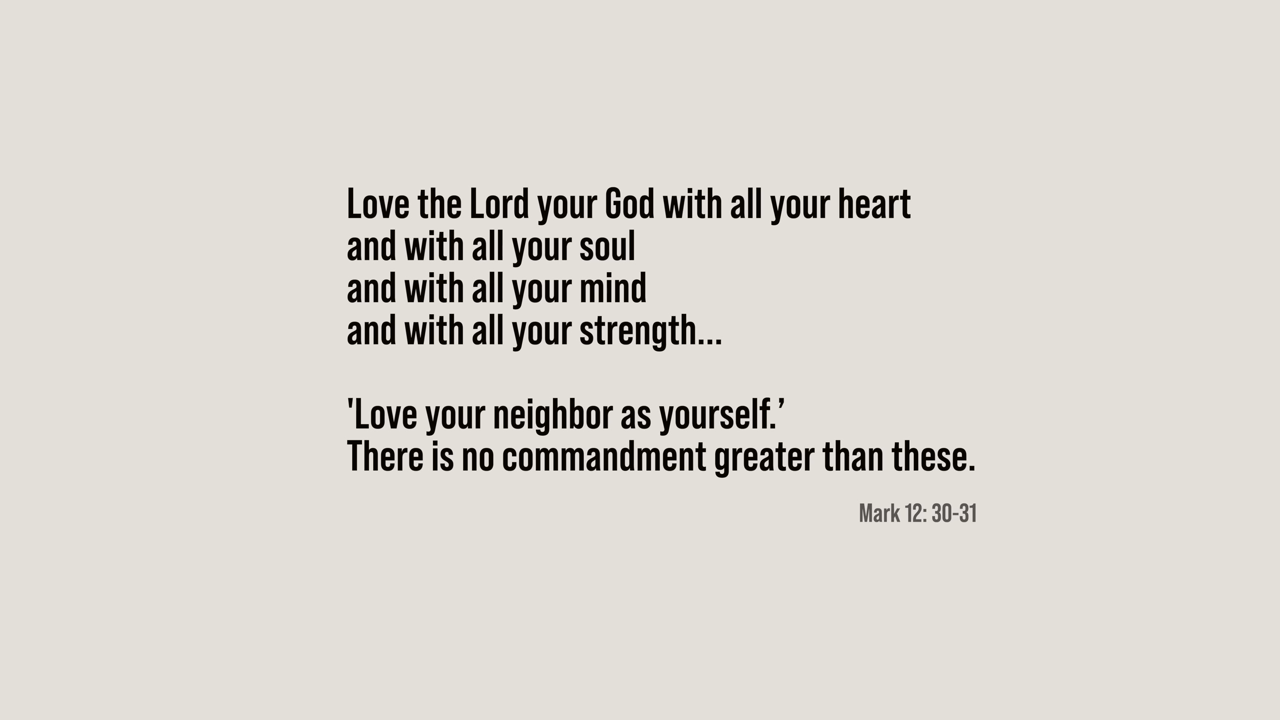 Love the Lord your God with all your heart
and with all your soul
and with all your mind
and with all your strength...
'Love your neighbor as yourself.’
There is no commandment greater than these.
Mark 12: 30-31